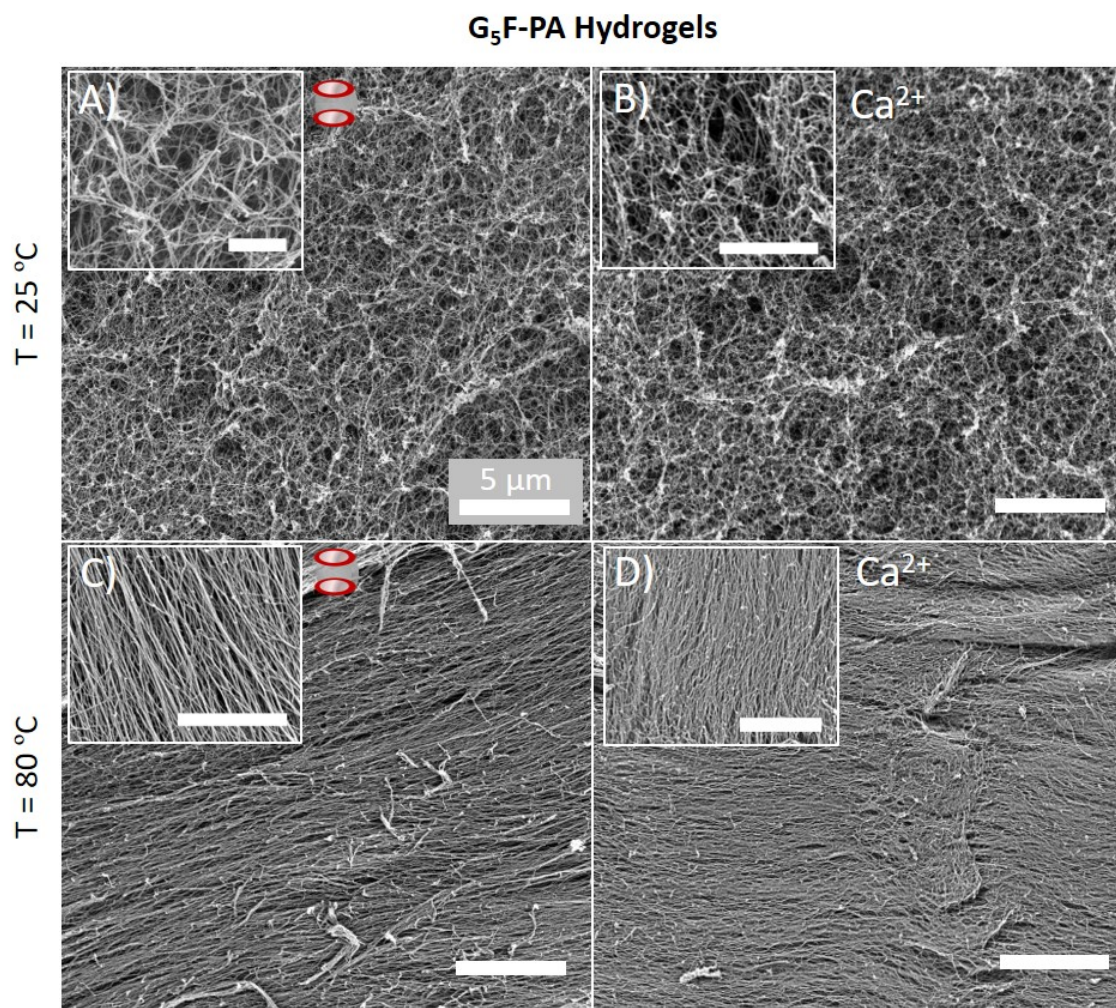 G₅F-PA Hydrogels
A)
B)
Ca²⁺
T = 25 °C
5 µm
C)
D)
Ca²⁺
T = 80 °C